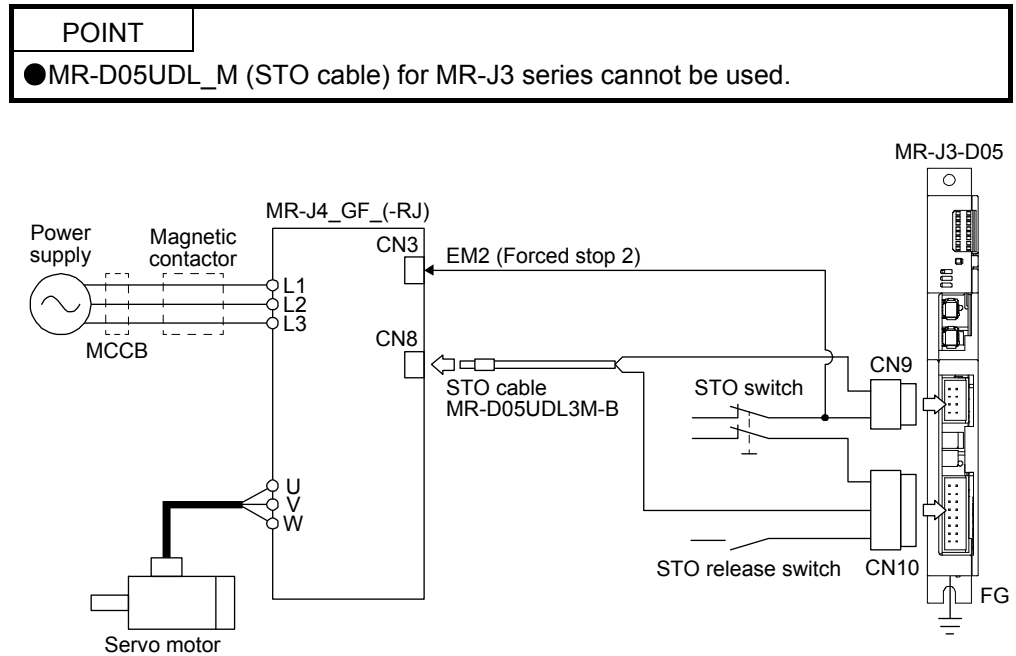 POINT
●MR-D05UDL_M (STO cable) for MR-J3 series cannot be used.
MR-J3-D05
MR-J4_GF_(-RJ)
Power
supply
Magnetic
contactor
CN3
EM2 (Forced stop 2)
L1
L2
L3
MCCB
CN8
CN9
STO cable
MR-D05UDL3M-B
STO switch
U
V
W
STO release switch
CN10
FG
Servo motor